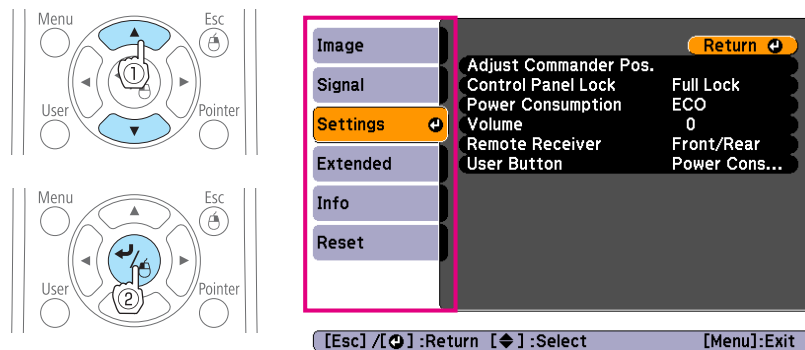 Menu
Esc
①
User
Pointer
Menu
Esc
User
②
Pointer
Image
Signal
Settings
Extended
Info
Reset
Return
Adjust Commander Pos.
Control Panel Lock Full Lock
Power Consumption ECO
Volume 0
Remote Receiver Front/Rear
User Button Power Cons...
[Esc] /[⏎] :Return [◆] :Select [Menu]:Exit